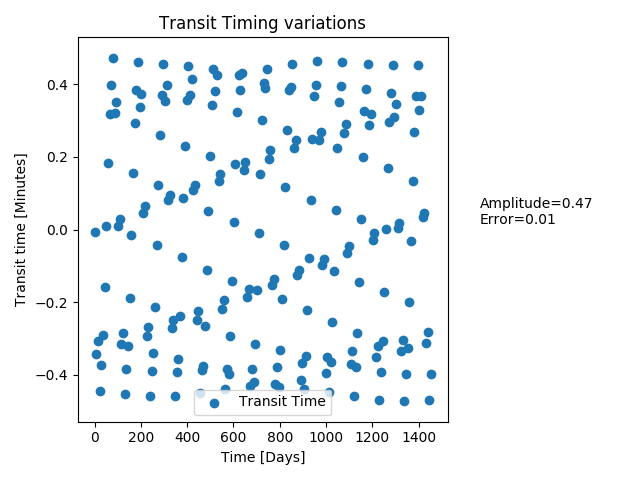 Transit Timing variations
Transit time [Minutes]
0.4
0.2
0.0
−0.2
−0.4
Amplitude=0.47
Error=0.01
Transit Time
0 200 400 600 800 1000 1200 1400
Time [Days]